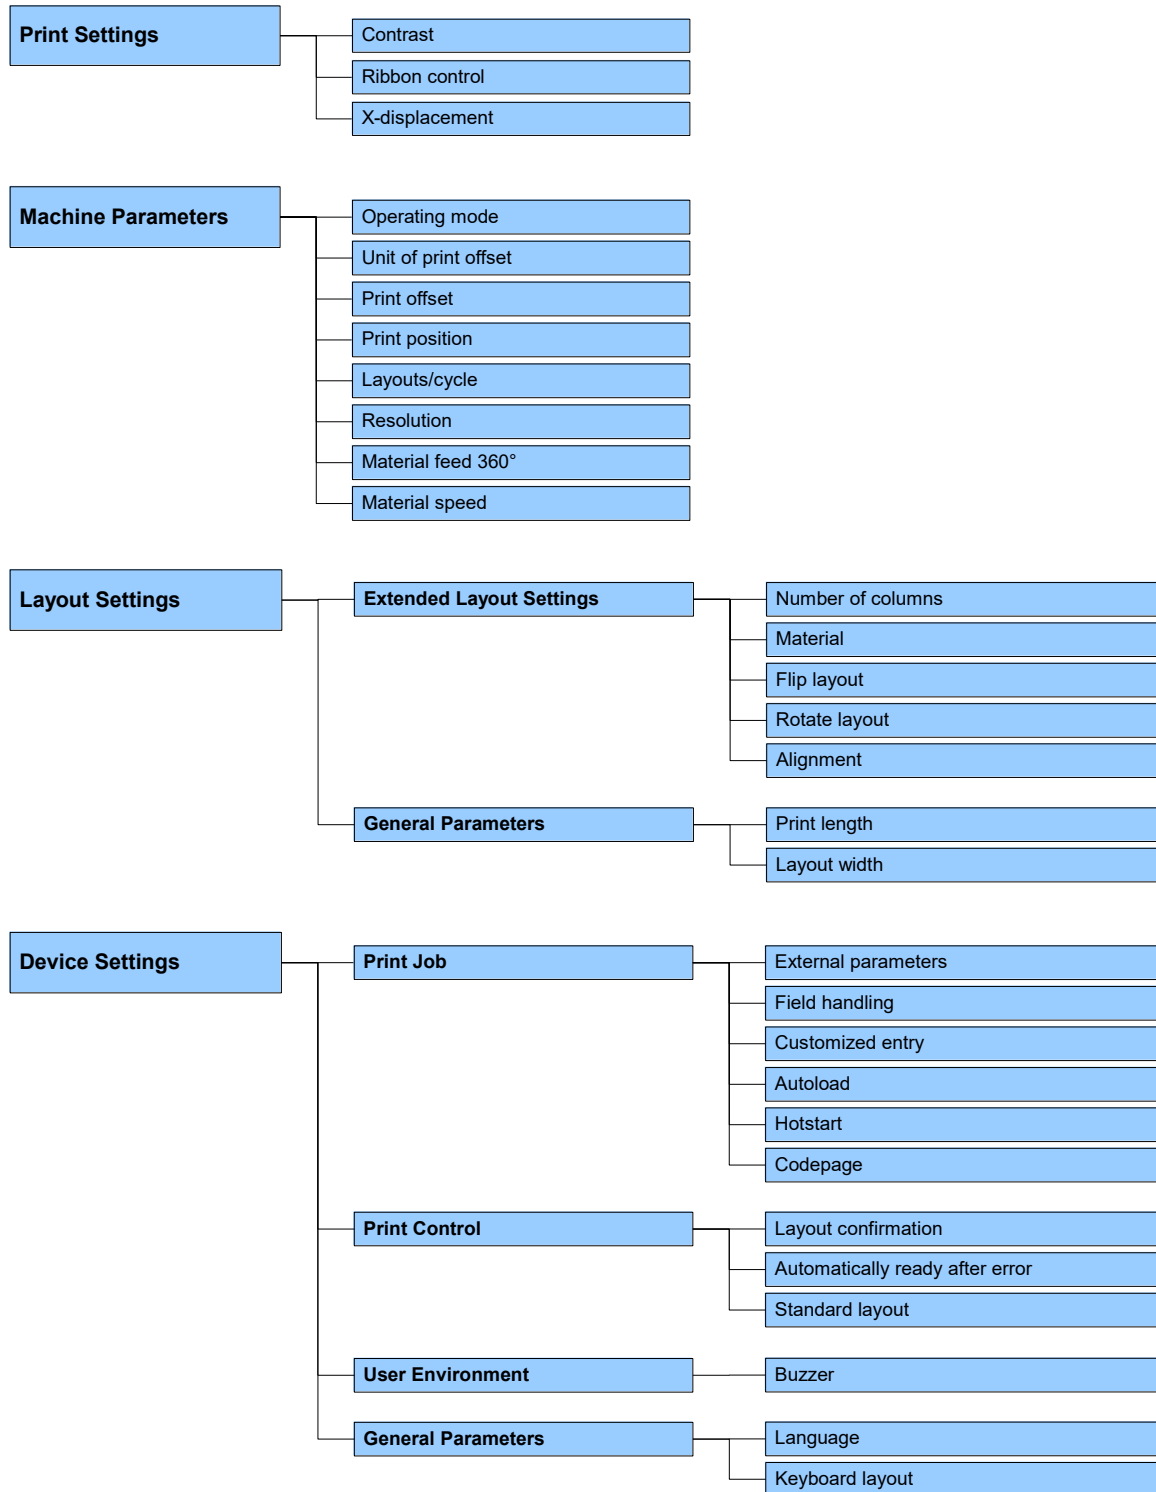 Print Settings
Contrast
Ribbon control
X-displacement
Machine Parameters
Operating mode
Unit of print offset
Print offset
Print position
Layouts/cycle
Resolution
Material feed 360°
Material speed
Layout Settings
Extended Layout Settings
Number of columns
Material
Flip layout
Rotate layout
Alignment
General Parameters
Print length
Layout width
Device Settings
Print Job
External parameters
Field handling
Customized entry
Autoload
Hotstart
Codepage
Print Control
Layout confirmation
Automatically ready after error
Standard layout
User Environment
Buzzer
General Parameters
Language
Keyboard layout